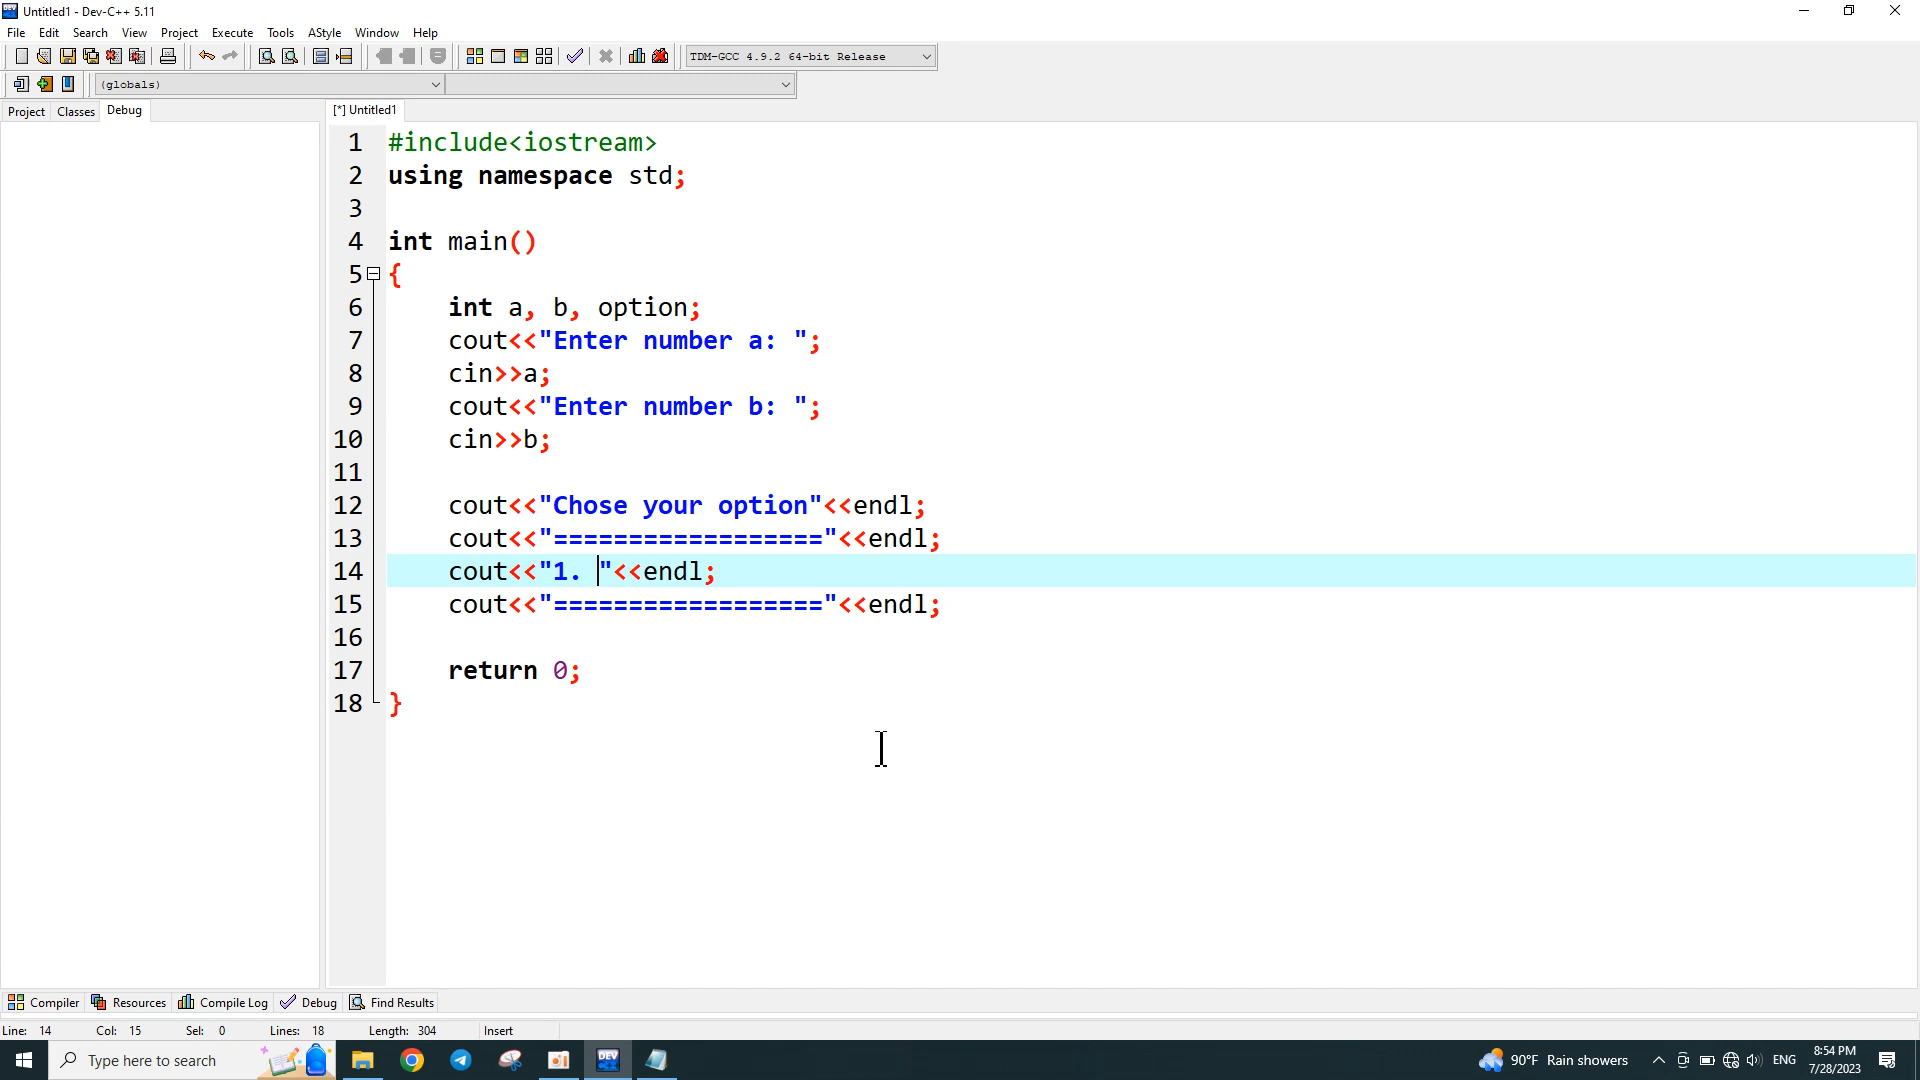 Untitled1 - Dev-C++ 5.11
File Edit Search View Project Execute Tools AStyle Window Help
TDM-GCC 4.9.2 64-bit Release
(globals)
Project Classes Debug
[*] Untitled1
1 #include<iostream>
2 using namespace std;
3
4 int main()
5 {
6 int a, b, option;
7 cout<<"Enter number a: ";
8 cin>>a;
9 cout<<"Enter number b: ";
10 cin>>b;
11
12 cout<<"Chose your option"<<endl;
13 cout<<"=================="<<endl;
14 cout<<"1. "<<endl;
15 cout<<"=================="<<endl;
16
17 return 0;
18 }
Compiler Resources Compile Log Debug Find Results
Line: 14 Col: 15 Sel: 0 Lines: 18 Length: 304 Insert
Type here to search
DEV
90°F Rain showers
ENG
8:54 PM
7/28/2023